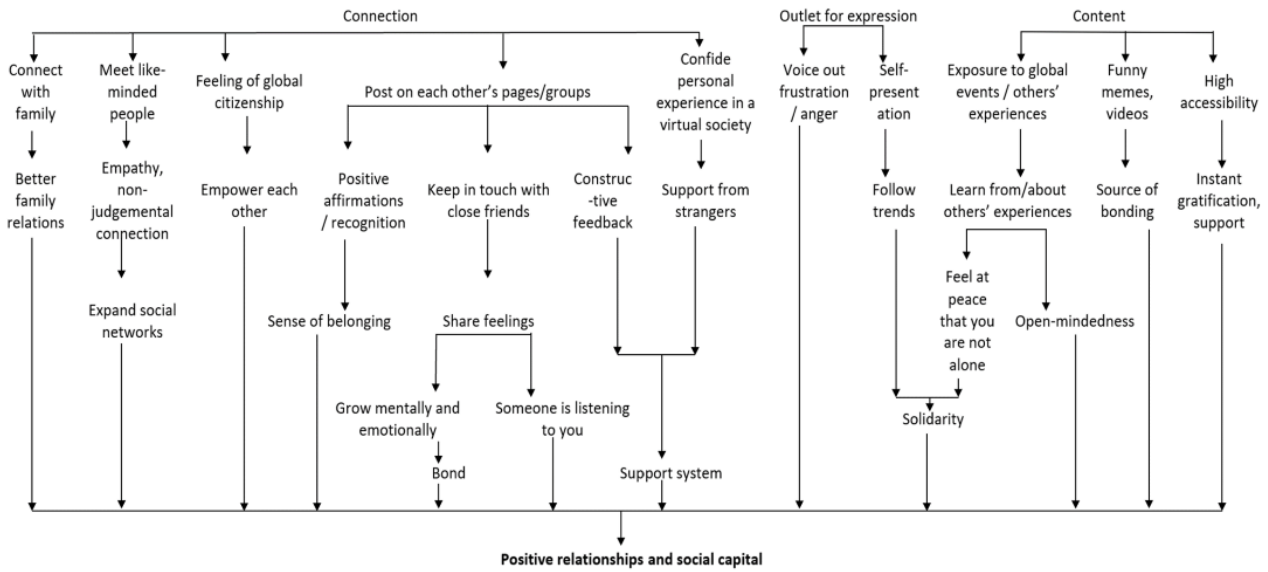 Connection
Outlet for expression
Content
Connect
with
family
Meet like-
minded
people
Feeling of global
citizenship
Post on each other's pages/groups
Confide
personal
experience in a
virtual society
Voice out
frustration
/ anger
Self-
present
ation
Exposure to global
events / others'
experiences
Funny
memes,
videos
High
accessibility
Better
family
relations
Empathy,
non-
judgemental
connection
Empower each
other
Positive
affirmations
/ recognition
Keep in touch with
close friends
Construc
-tive
feedback
Support from
strangers
Follow
trends
Learn from/about
others' experiences
Source of
bonding
Instant
gratification,
support
Expand social
networks
Sense of belonging
Share feelings
Feel at
peace
that you
are not
alone
Open-mindedness
Grow mentally and
emotionally
Someone is listening
to you
Solidarity
Bond
Support system
Positive relationships and social capital